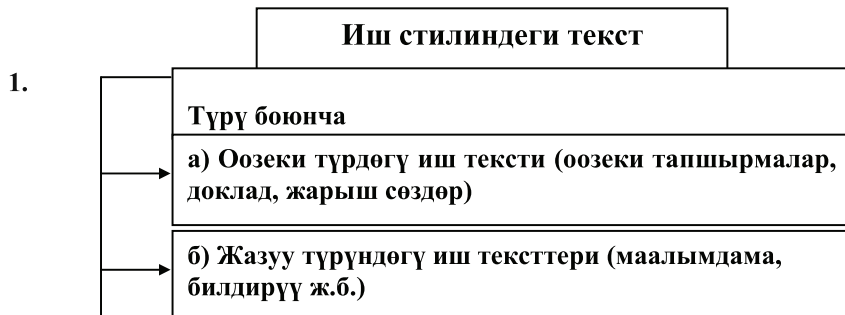 Иш стилиндеги текст
1.
Түрү боюнча
а) Оозеки түрдөгү иш тексти (оозеки тапшырмалар,
доклад, жарыш сөздөр)
б) Жазуу түрүндөгү иш тексттери (маалымдама,
билдирүү ж.б.)